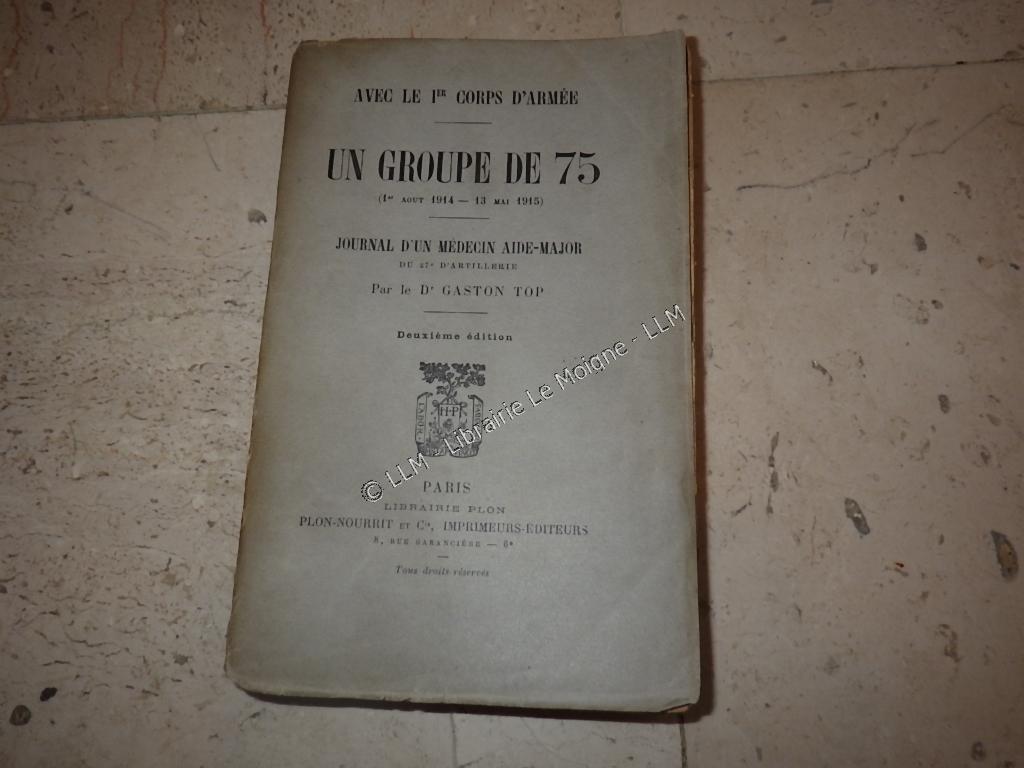 AVEC LE 1ER CORPS D'ARMÉE
UN GROUPE DE 75
(1er AOUT 1914 — 13 MAI 1915)
JOURNAL D'UN MÉDECIN AIDE-MAJOR
DU 27e D'ARTILLERIE
Par le Dr GASTON TOP
Deuxième édition
H·P
PARIS
LIBRAIRIE PLON
PLON-NOURRIT ET Cie, IMPRIMEURS-ÉDITEURS
8, RUE GARANCIÈRE — 6e
Tous droits réservés
© LLM - Librairie Le Moigne - LLM